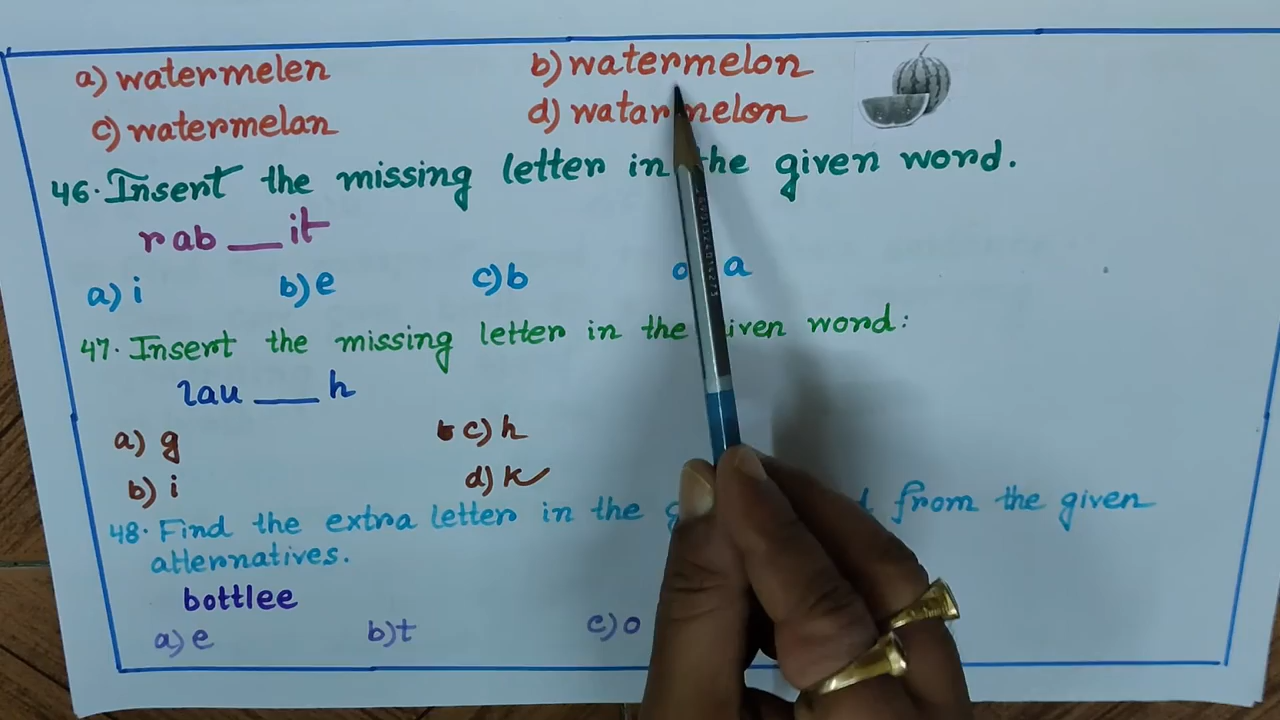 a) watermelen b) watermelon
c) watermelan d) watarmelon
46. Insert the missing letter in the given word.
rab __ it
a) i b) e c) b a
47. Insert the missing letter in the given word:
lau __ h
a) g c) h
b) i d) k
48. Find the extra letter in the from the given
alternatives.
bottlee
a) e b) t c) o